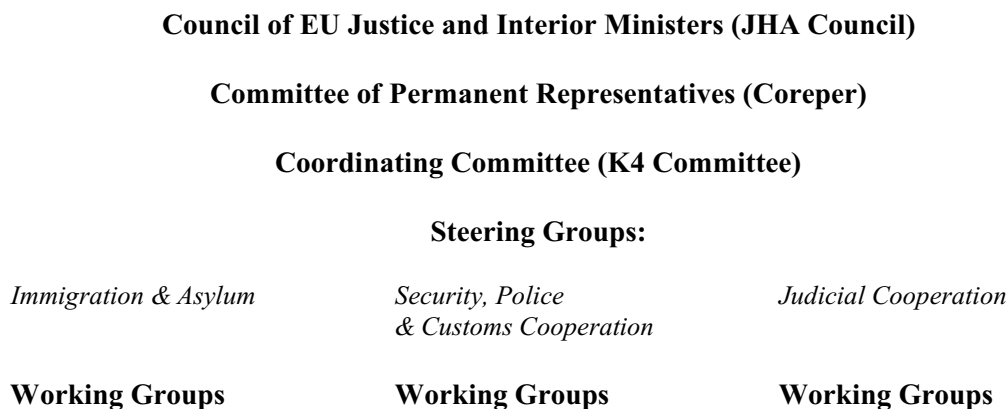 Council of EU Justice and Interior Ministers (JHA Council)
Committee of Permanent Representatives (Coreper)
Coordinating Committee (K4 Committee)
Steering Groups:
Immigration & Asylum
Security, Police
& Customs Cooperation
Judicial Cooperation
Working Groups
Working Groups
Working Groups